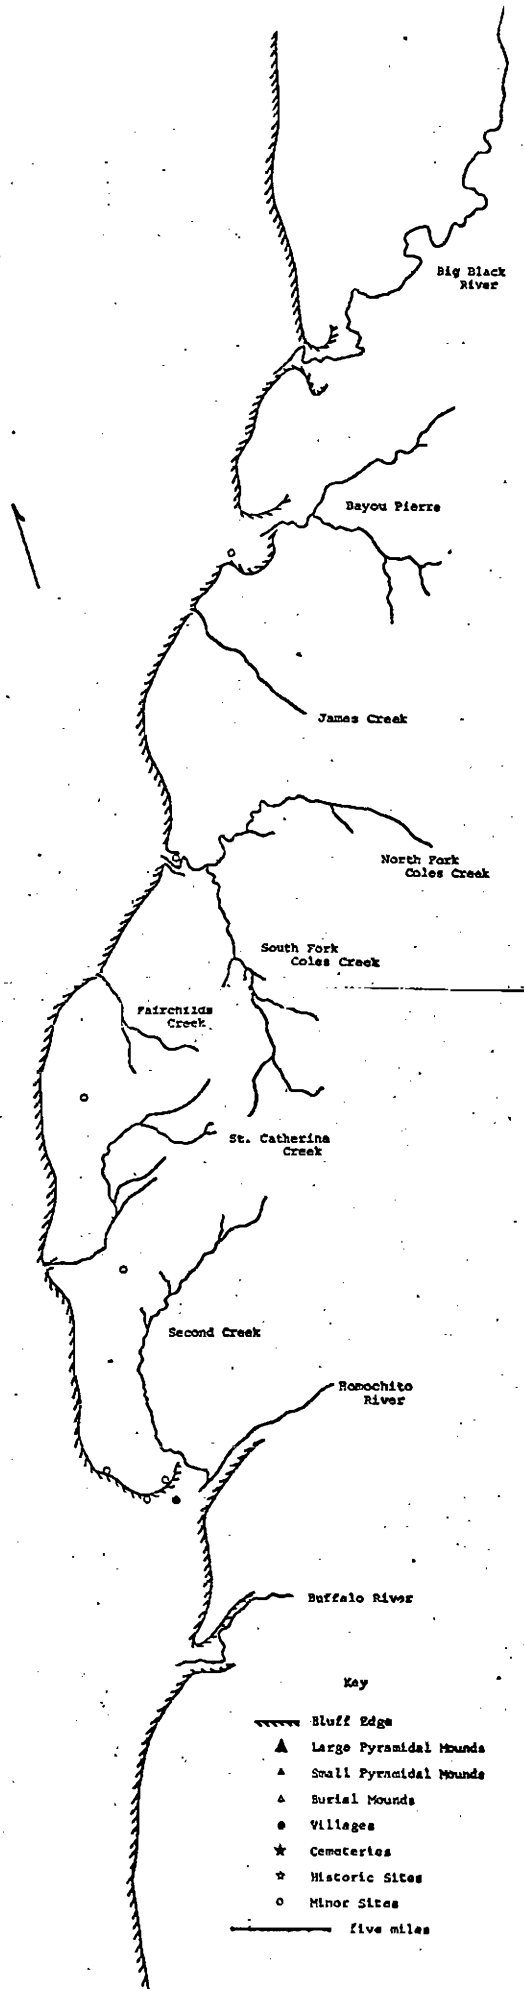 Big Black
River
Bayou Pierre
James Creek
North Fork
Coles Creek
South Fork
Coles Creek
Fairchilds
Creek
St. Catherina
Creek
Second Creek
Homochito
River
Buffalo River
Key
Bluff Edge
Large Pyramidal Mounds
Small Pyramidal Mounds
Burial Mounds
Villages
Cemeteries
Historic Sites
Minor Sites
five miles